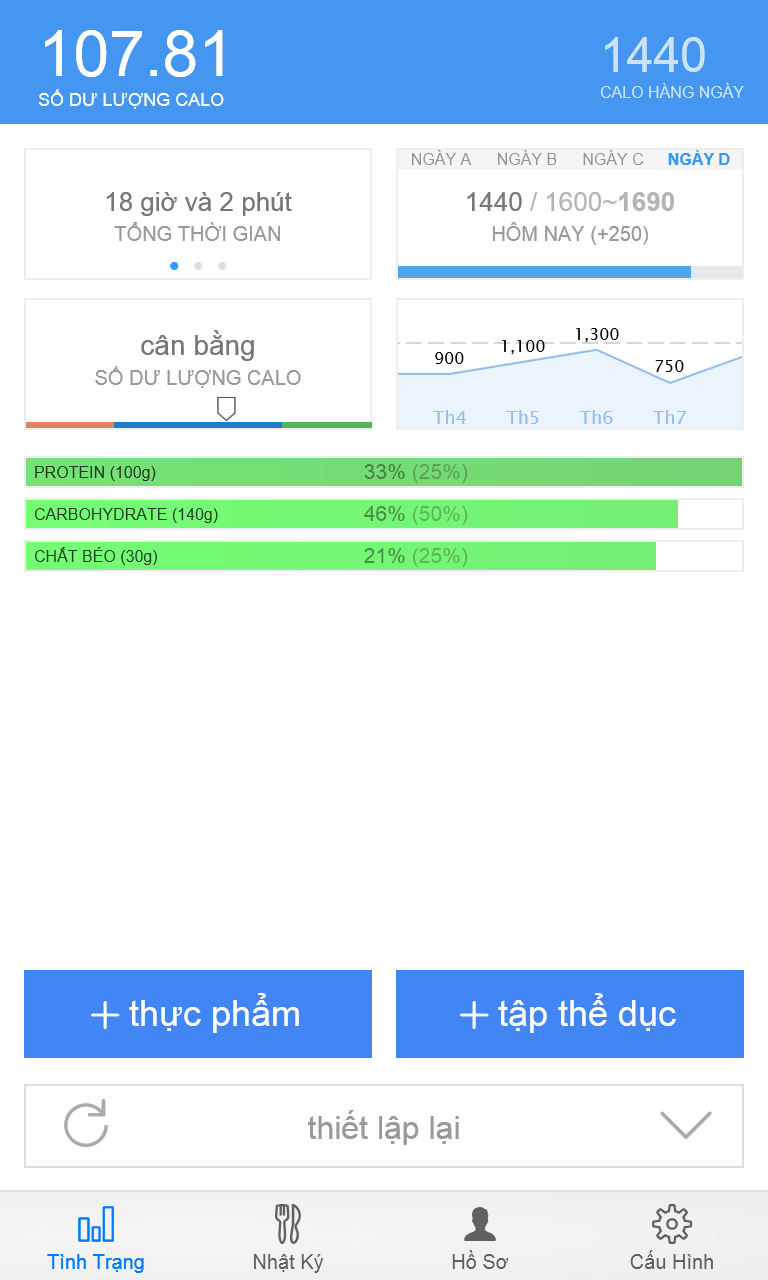 107.81
SỐ DƯ LƯỢNG CALO
1440
CALO HÀNG NGÀY
18 giờ và 2 phút
TỔNG THỜI GIAN
NGÀY A NGÀY B NGÀY C NGÀY D
1440 / 1600~1690
HÔM NAY (+250)
cân bằng
SỐ DƯ LƯỢNG CALO
900 1,100 1,300 750
Th4 Th5 Th6 Th7
PROTEIN (100g) 33% (25%)
CARBOHYDRATE (140g) 46% (50%)
CHẤT BÉO (30g) 21% (25%)
+ thực phẩm
+ tập thể dục
thiết lập lại
Tình Trạng Nhật Ký Hồ Sơ Cấu Hình